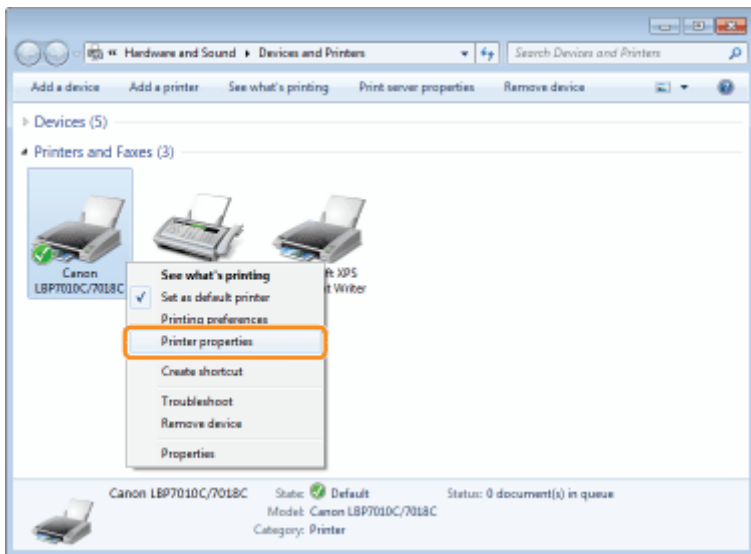 « Hardware and Sound ▸ Devices and Printers
Search Devices and Printers
Add a device Add a printer See what's printing Print server properties Remove device
Devices (5)
Printers and Faxes (3)
Canon
LBP7010C/7018C
ft XPS
t Writer
See what's printing
Set as default printer
Printing preferences
Printer properties
Create shortcut
Troubleshoot
Remove device
Properties
Canon LBP7010C/7018C State: Default Status: 0 document(s) in queue
Model: Canon LBP7010C/7018C
Category: Printer